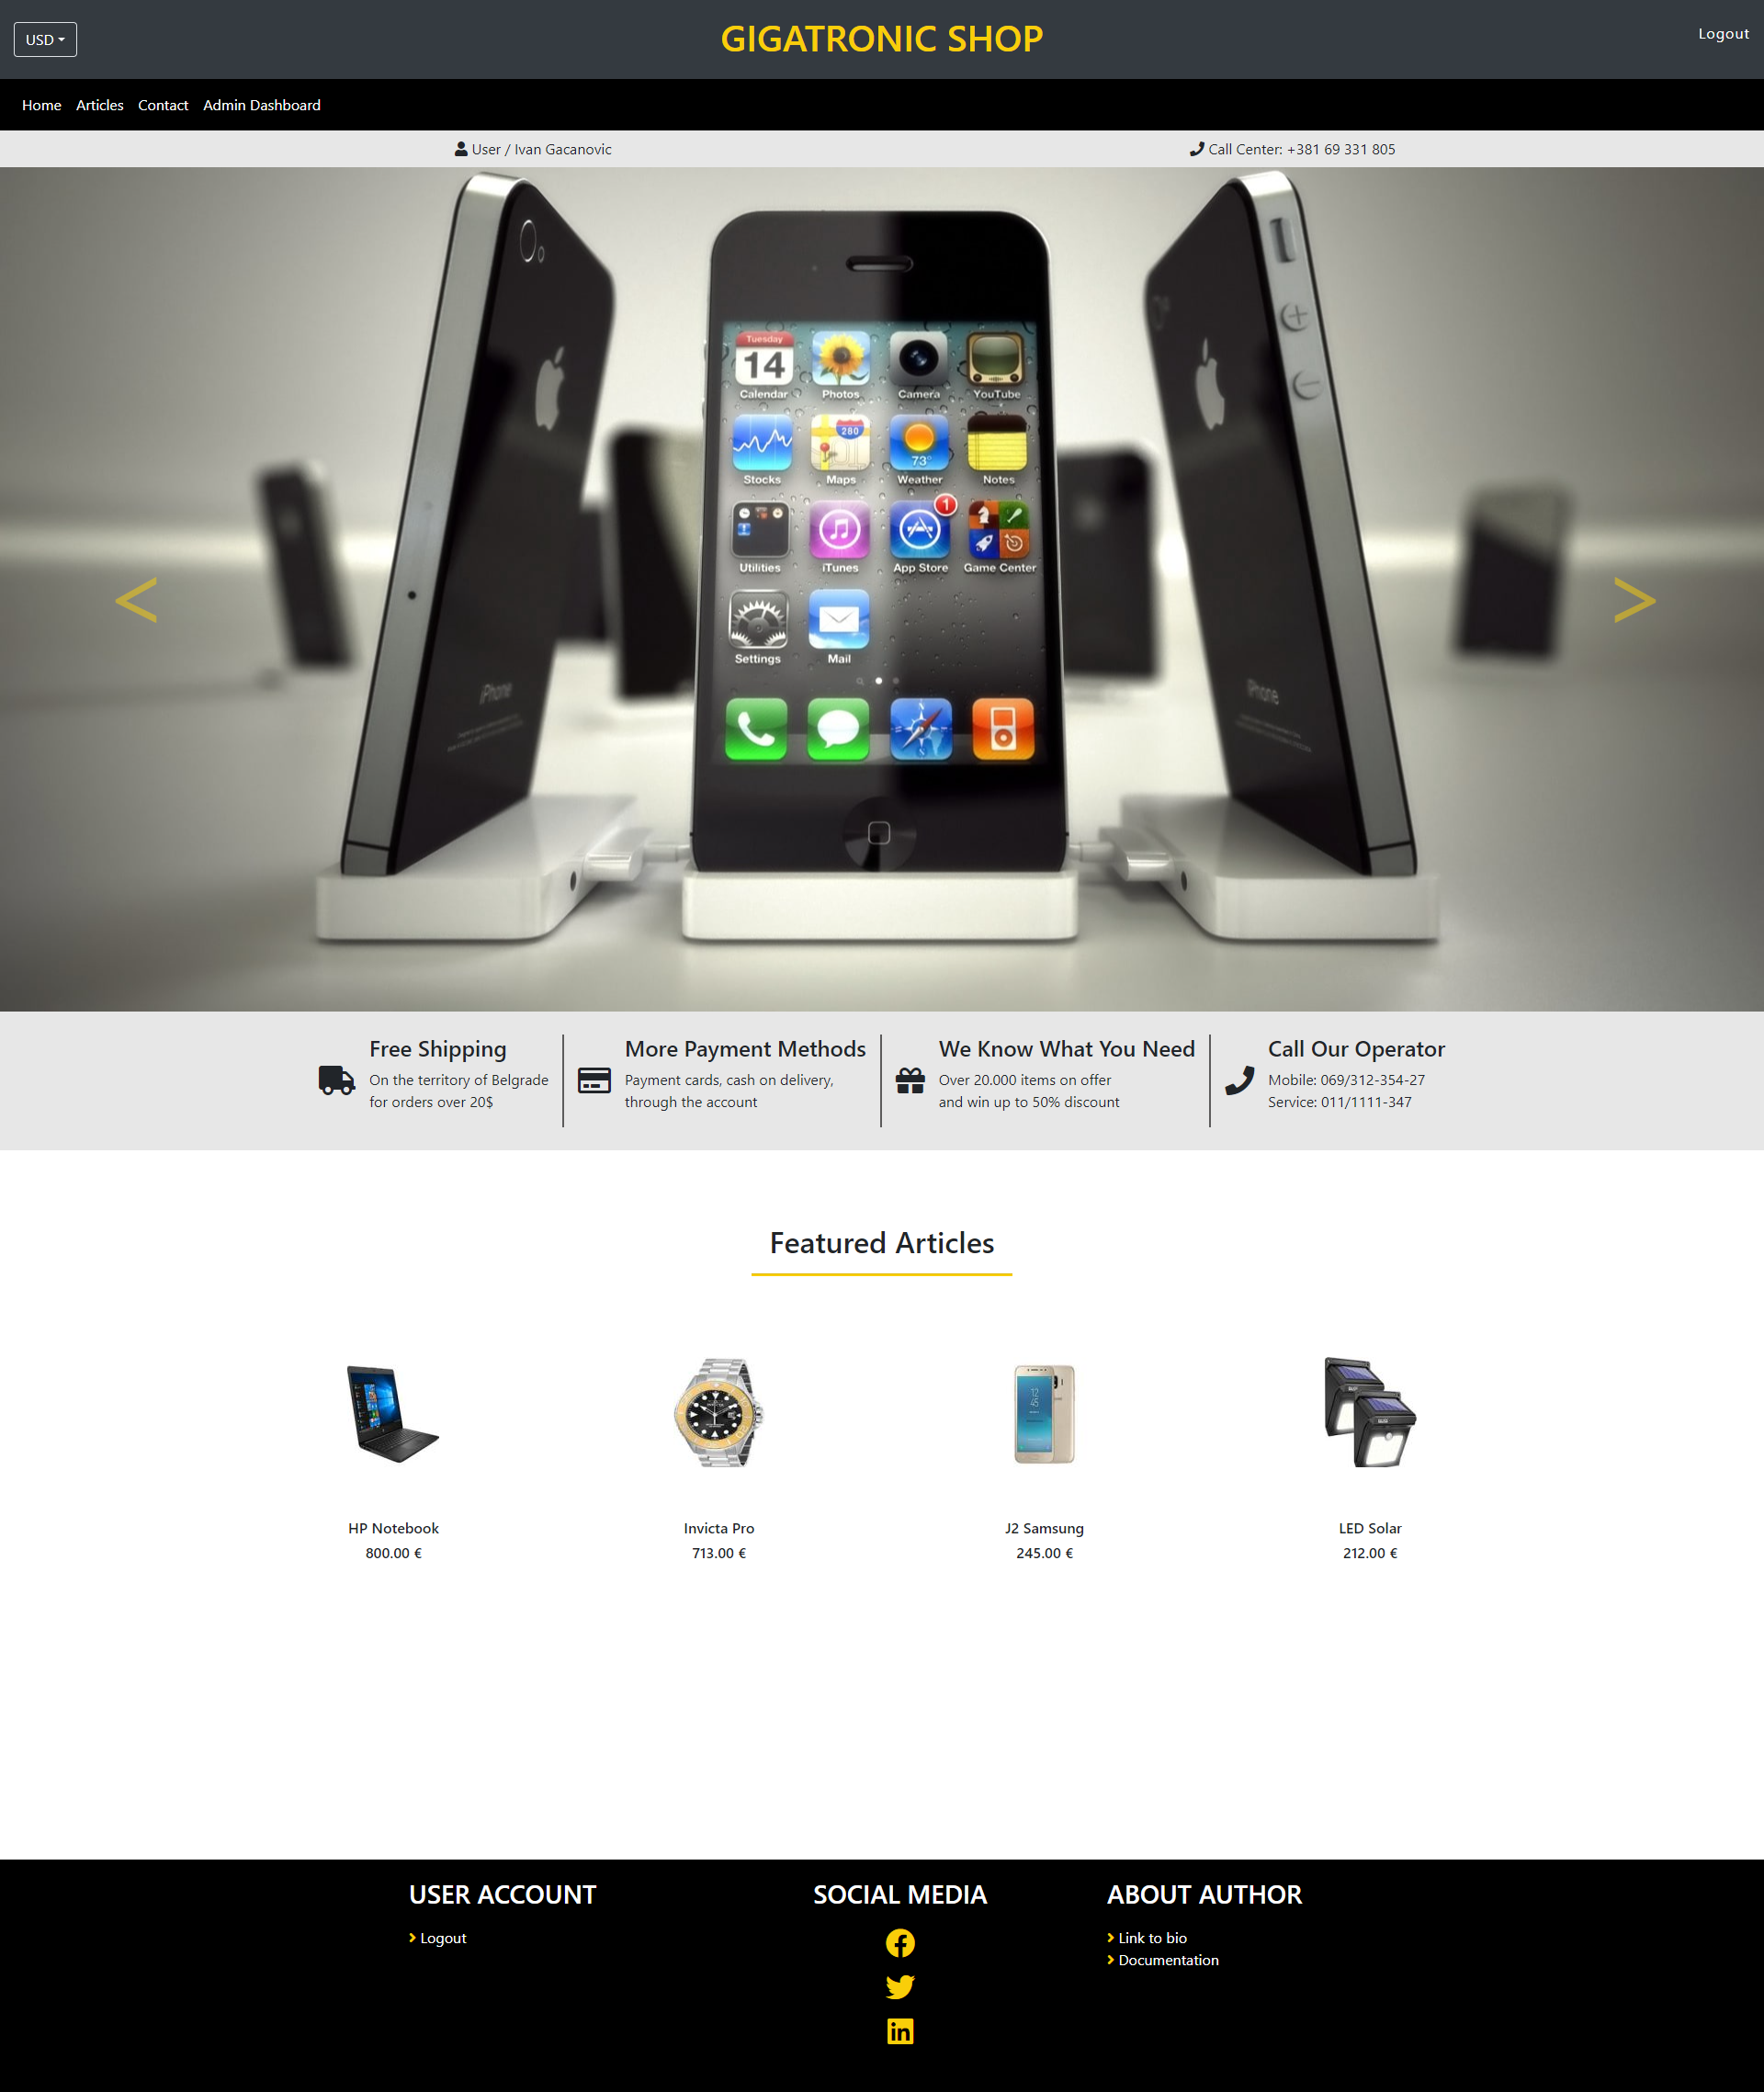 USD
GIGATRONIC SHOP
Logout
Home Articles Contact Admin Dashboard
User / Ivan Gacanovic
Call Center: +381 69 331 805
Tuesday
14
Calendar Photos Camera YouTube
280
73°
Stocks Maps Weather Notes
1
Utilities iTunes App Store Game Center
Settings Mail
iPhone
iPhone
<
>
Free Shipping
On the territory of Belgrade
for orders over 20$
More Payment Methods
Payment cards, cash on delivery,
through the account
We Know What You Need
Over 20.000 items on offer
and win up to 50% discount
Call Our Operator
Mobile: 069/312-354-27
Service: 011/1111-347
Featured Articles
HP Notebook
800.00 €
Invicta Pro
713.00 €
J2 Samsung
245.00 €
LED Solar
212.00 €
USER ACCOUNT
Logout
SOCIAL MEDIA
ABOUT AUTHOR
Link to bio
Documentation